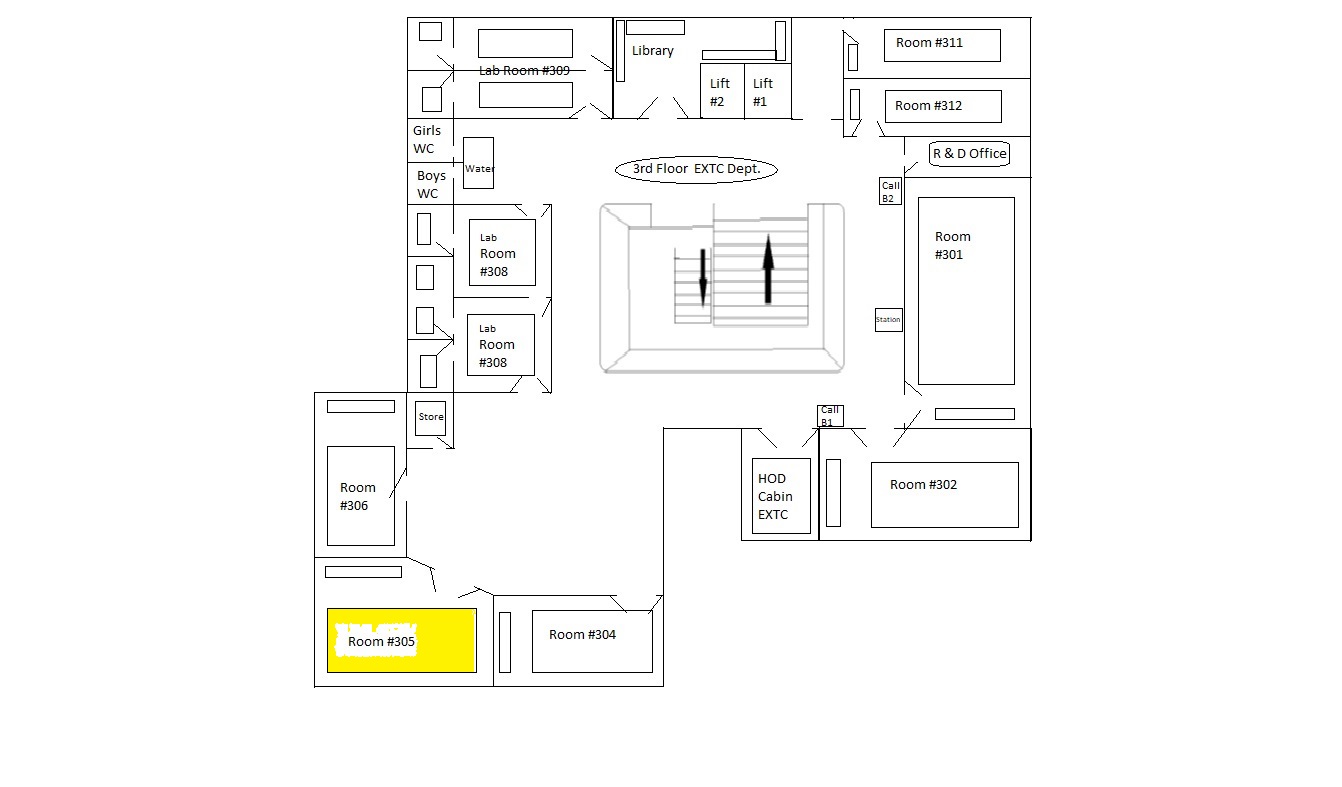 Room #311
Library
Lab Room #309
Lift
#2
Lift
#1
Room #312
Girls
WC
R & D Office
Water
3rd Floor EXTC Dept.
Boys
WC
Call
B2
Lab
Room
#308
Room
#301
Station
Lab
Room
#308
Store
Call
B1
HOD
Cabin
EXTC
Room #302
Room
#306
Room #305
Room #304